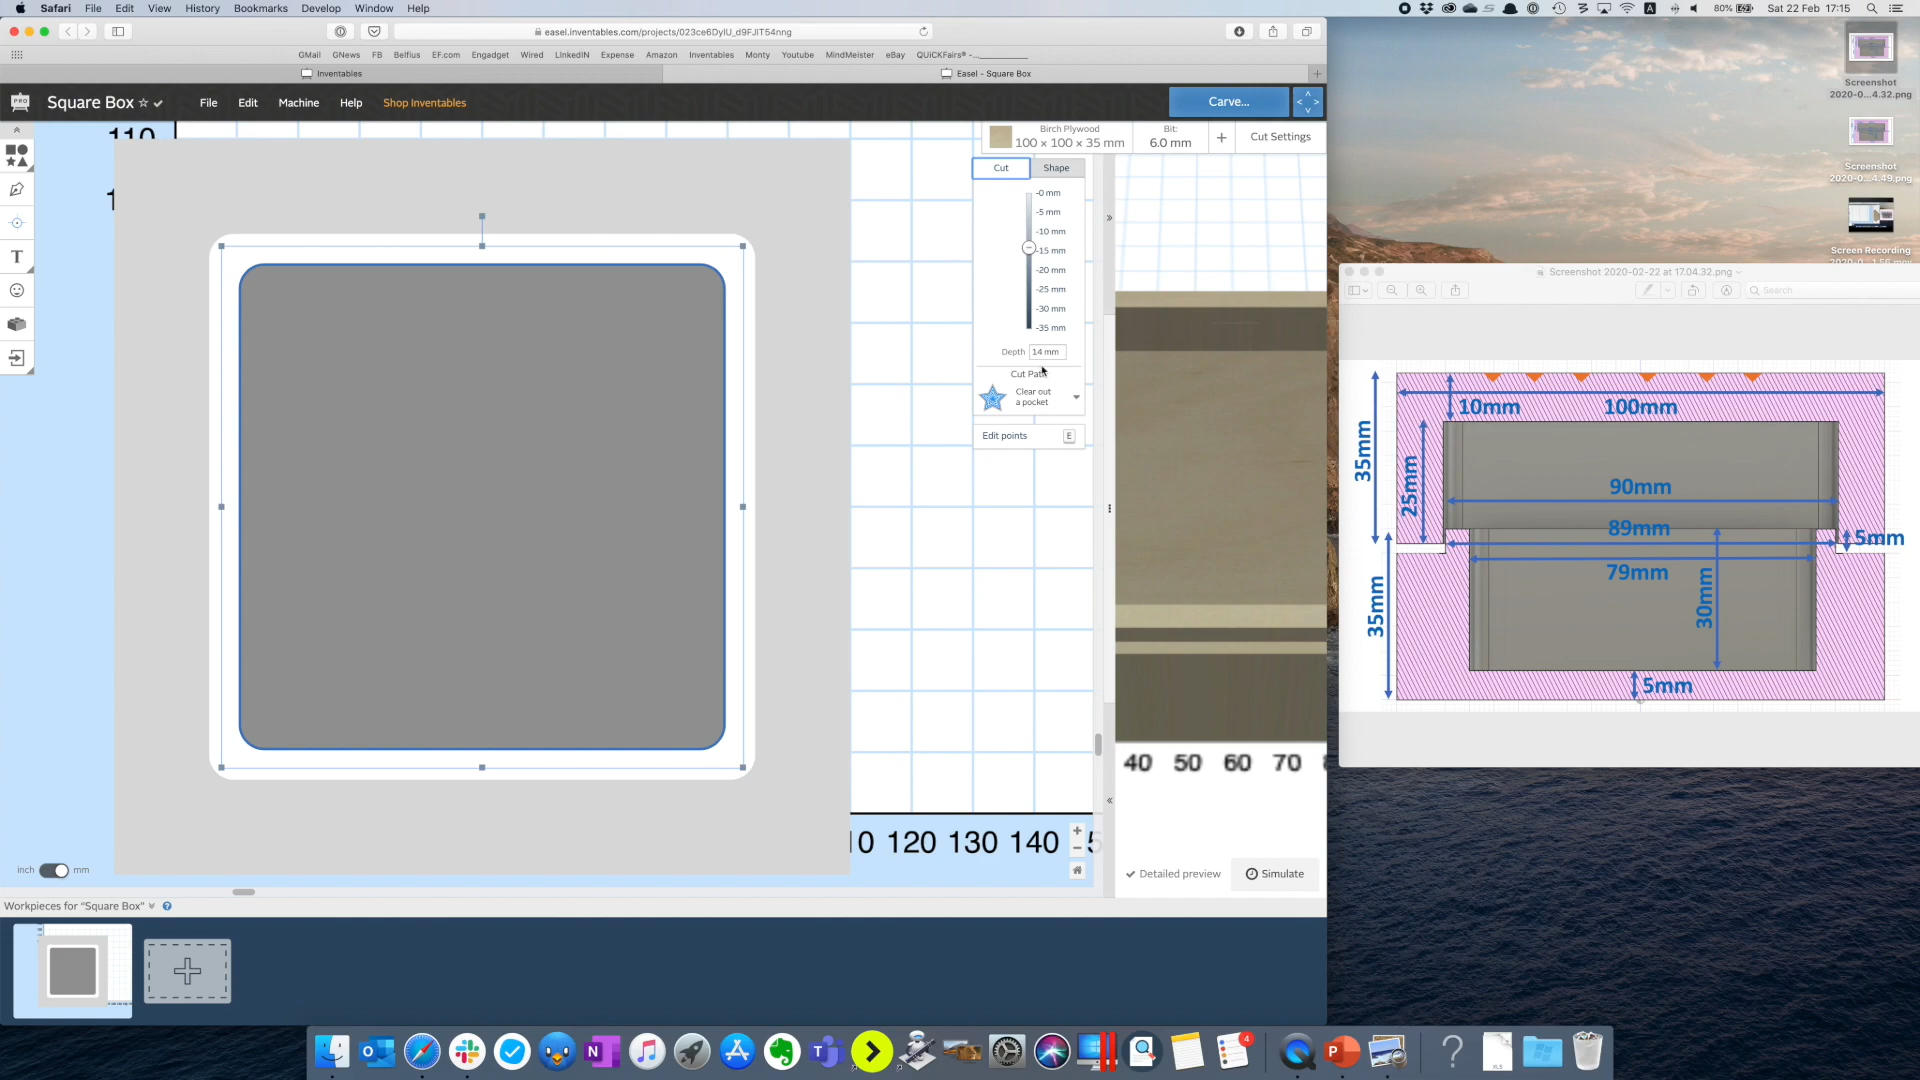 Safari File Edit View History Bookmarks Develop Window Help
80% Sat 22 Feb 17:15
easel.inventables.com/projects/023ce6DylU_d9FJIT54nng
GMail GNews FB Belfius EF.com Engadget Wired LinkedIN Expense Amazon Inventables Monty Youtube MindMeister eBay QUiCKFairs® -...
Inventables
Easel - Square Box
PRO
Square Box
File Edit Machine Help Shop Inventables
Carve...
Birch Plywood
100 × 100 × 35 mm
Bit:
6.0 mm
+
Cut Settings
110
Cut
Shape
-0 mm
-5 mm
-10 mm
-15 mm
-20 mm
-25 mm
-30 mm
-35 mm
Depth 14 mm
Clear out
a pocket
Edit points E
T
40 50 60 70
120 130 140
inch mm
Detailed preview
Simulate
Workpieces for "Square Box"
Screenshot
2020-0...4.32.png
Screenshot
2020-0...4.49.png
Screen Recording
Screenshot 2020-02-22 at 17.04.32.png
Search
10mm
100mm
35mm
25mm
90mm
89mm
5mm
79mm
35mm
30mm
5mm
4
XLS